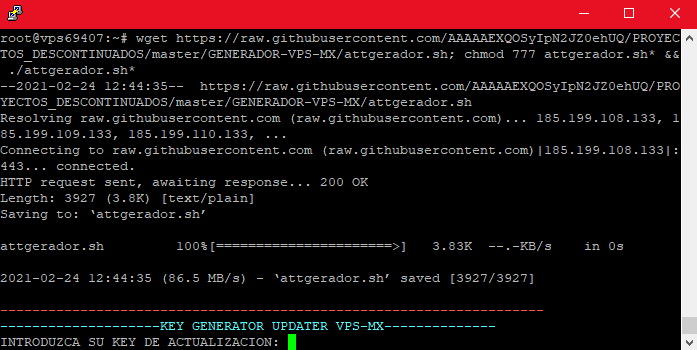 root@vps69407:~# wget https://raw.githubusercontent.com/AAAAAEXQOSyIpN2JZ0ehUQ/PROYEC
TOS_DESCONTINUADOS/master/GENERADOR-VPS-MX/attgerador.sh; chmod 777 attgerador.sh* &&
 ./attgerador.sh*
--2021-02-24 12:44:35--  https://raw.githubusercontent.com/AAAAAEXQOSyIpN2JZ0ehUQ/PRO
YECTOS_DESCONTINUADOS/master/GENERADOR-VPS-MX/attgerador.sh
Resolving raw.githubusercontent.com (raw.githubusercontent.com)... 185.199.108.133, 1
85.199.109.133, 185.199.110.133, ...
Connecting to raw.githubusercontent.com (raw.githubusercontent.com)|185.199.108.133|:
443... connected.
HTTP request sent, awaiting response... 200 OK
Length: 3927 (3.8K) [text/plain]
Saving to: ‘attgerador.sh’
attgerador.sh       100%[======================>]   3.83K  --.-KB/s    in 0s
2021-02-24 12:44:35 (86.5 MB/s) - ‘attgerador.sh’ saved [3927/3927]
--------------------------------------------------------------------
--------------------KEY GENERATOR UPDATER VPS-MX--------------
INTRODUZCA SU KEY DE ACTUALIZACION: